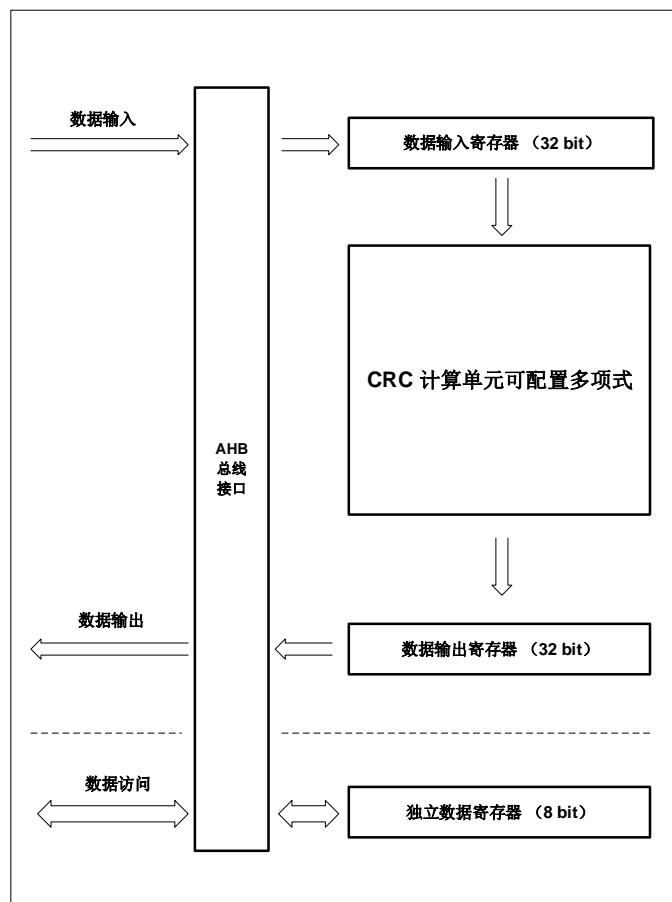 数据输入
数据输入寄存器 （32 bit）
CRC 计算单元可配置多项式
AHB
总线
接口
数据输出
数据输出寄存器 （32 bit）
数据访问
独立数据寄存器 （8 bit）